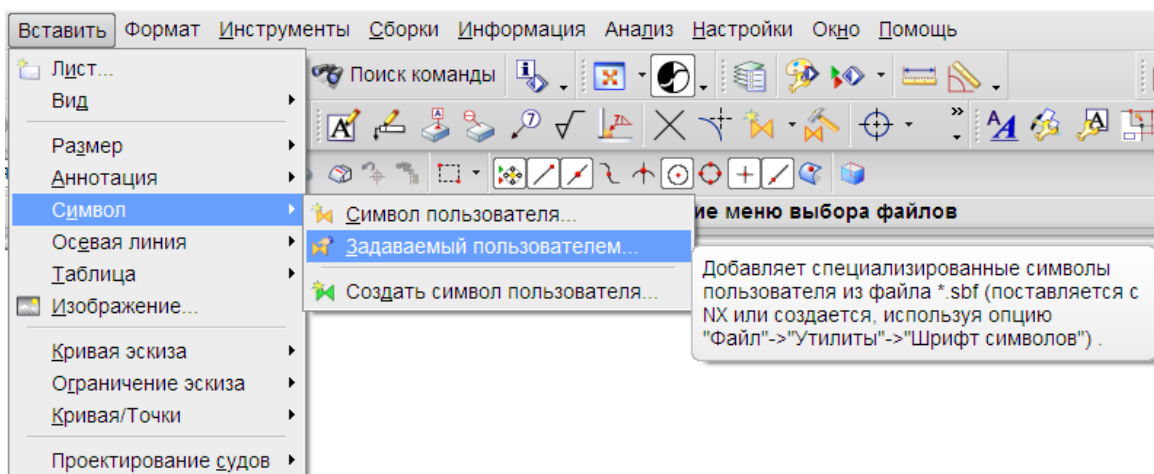 Вставить Формат Инструменты Сборки Информация Анализ Настройки Окно Помощь
Лист...
Поиск команды
Вид
Размер
Аннотация
Символ
Символ пользователя...
ие меню выбора файлов
Осевая линия
Задаваемый пользователем...
Таблица
Добавляет специализированные символы
пользователя из файла *.sbf (поставляется с
NX или создается, используя опцию
"Файл"->"Утилиты"->"Шрифт символов") .
Изображение...
Создать символ пользователя...
Кривая эскиза
Ограничение эскиза
Кривая/Точки
Проектирование судов